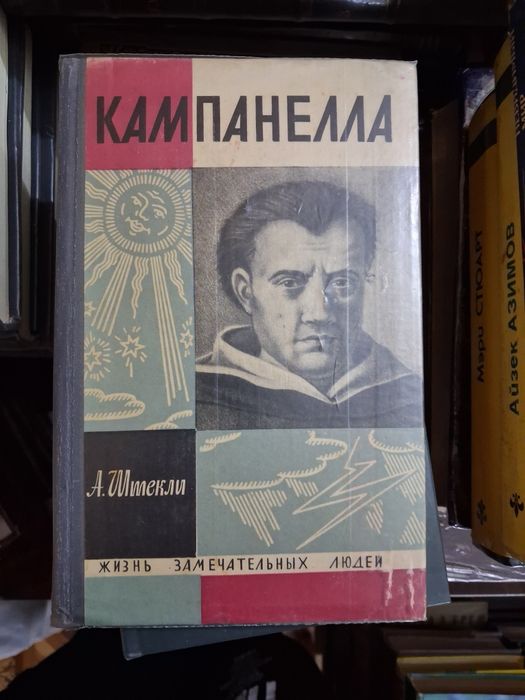 КАМПАНЕЛЛА
А. Штекли
ЖИЗНЬ ЗАМЕЧАТЕЛЬНЫХ ЛЮДЕЙ
Мэри СТЮАРТ
Айзек АЗИМОВ